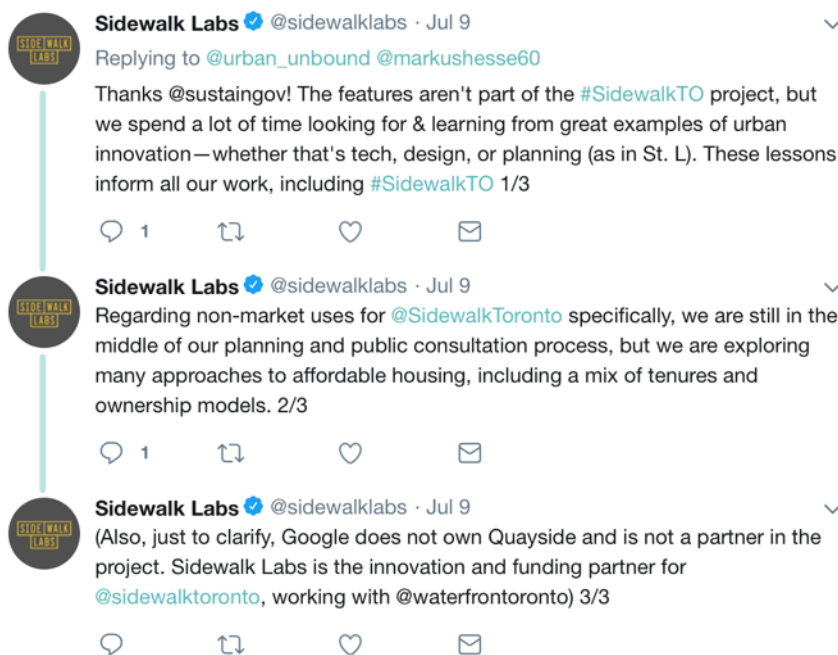 Sidewalk Labs @sidewalklabs · Jul 9
SIDE WALK
LABS
Replying to @urban_unbound @markushesse60
Thanks @sustaingov! The features aren't part of the #SidewalkTO project, but
we spend a lot of time looking for & learning from great examples of urban
innovation—whether that's tech, design, or planning (as in St. L). These lessons
inform all our work, including #SidewalkTO 1/3
1
Sidewalk Labs @sidewalklabs · Jul 9
SIDE WALK
LABS
Regarding non-market uses for @SidewalkToronto specifically, we are still in the
middle of our planning and public consultation process, but we are exploring
many approaches to affordable housing, including a mix of tenures and
ownership models. 2/3
1
Sidewalk Labs @sidewalklabs · Jul 9
SIDE WALK
LABS
(Also, just to clarify, Google does not own Quayside and is not a partner in the
project. Sidewalk Labs is the innovation and funding partner for
@sidewalktoronto, working with @waterfrontoronto) 3/3